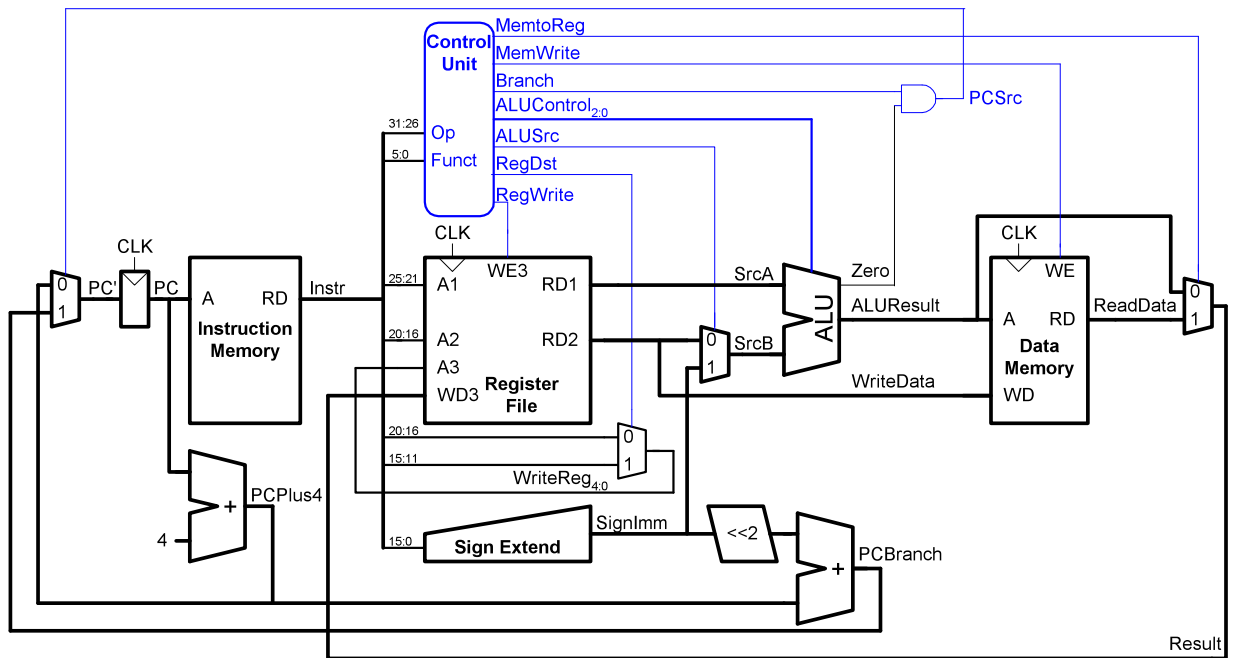 MemtoReg
Control Unit
MemWrite
Branch
ALUControl2:0
PCSrc
31:26
Op
ALUSrc
5:0
Funct
RegDst
RegWrite
CLK
CLK
CLK
WE3
WE
0
1
PC'
PC
A
RD
Instr
Instruction Memory
25:21
A1
RD1
SrcA
Zero
ALU
ALUResult
20:16
A2
RD2
0
1
SrcB
A3
WD3
Register File
WriteData
A
RD
Data Memory
WD
ReadData
0
1
20:16
0
15:11
1
WriteReg4:0
PCPlus4
+
4
SignImm
15:0
Sign Extend
<<2
+
PCBranch
Result